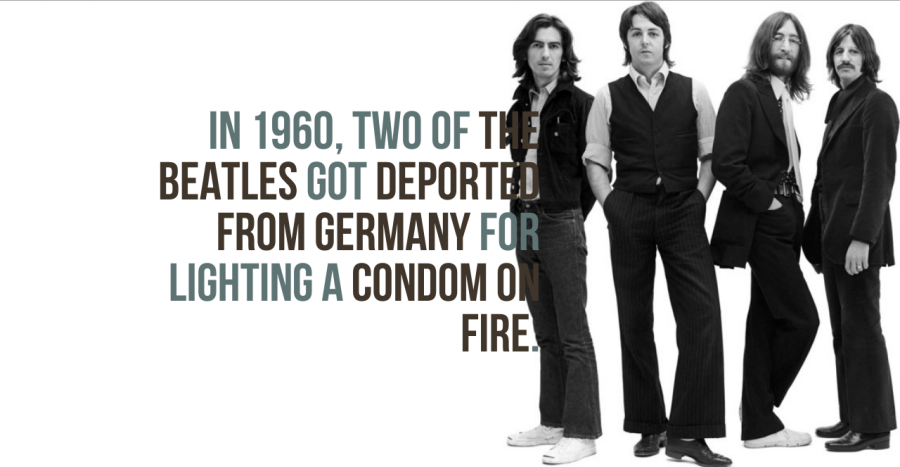 IN 1960, TWO OF THE
BEATLES GOT DEPORTED
FROM GERMANY FOR
LIGHTING A CONDOM ON
FIRE.